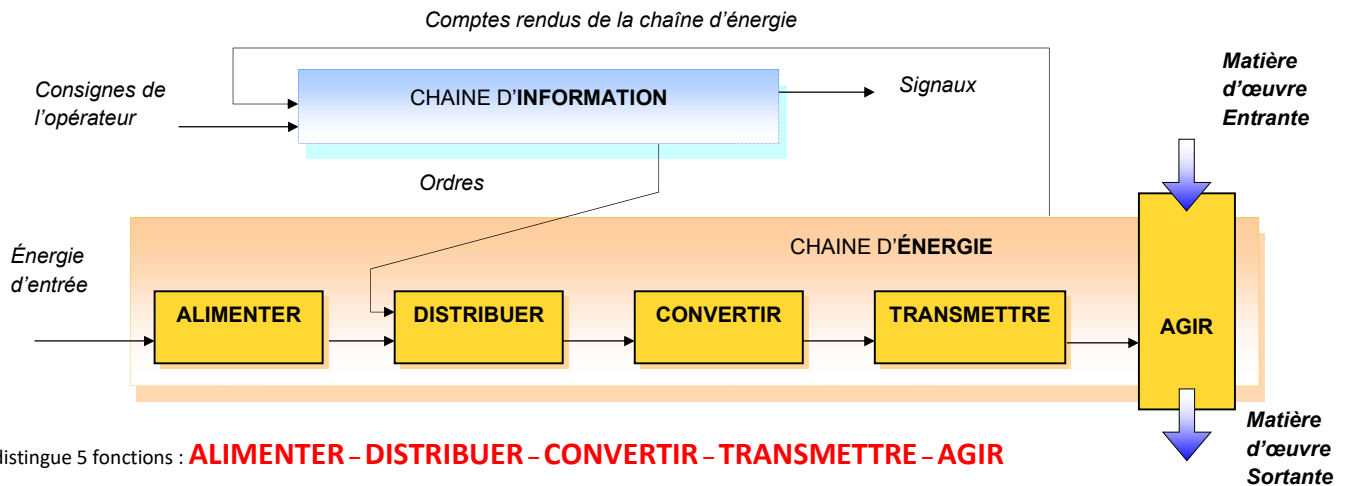 Comptes rendus de la chaîne d'énergie
Consignes de
l'opérateur
CHAINE D'INFORMATION
Signaux
Matière
d'œuvre
Entrante
Ordres
Énergie
d'entrée
CHAINE D'ÉNERGIE
ALIMENTER
DISTRIBUER
CONVERTIR
TRANSMETTRE
AGIR
distingue 5 fonctions : ALIMENTER – DISTRIBUER – CONVERTIR – TRANSMETTRE – AGIR
Matière
d'œuvre
Sortante